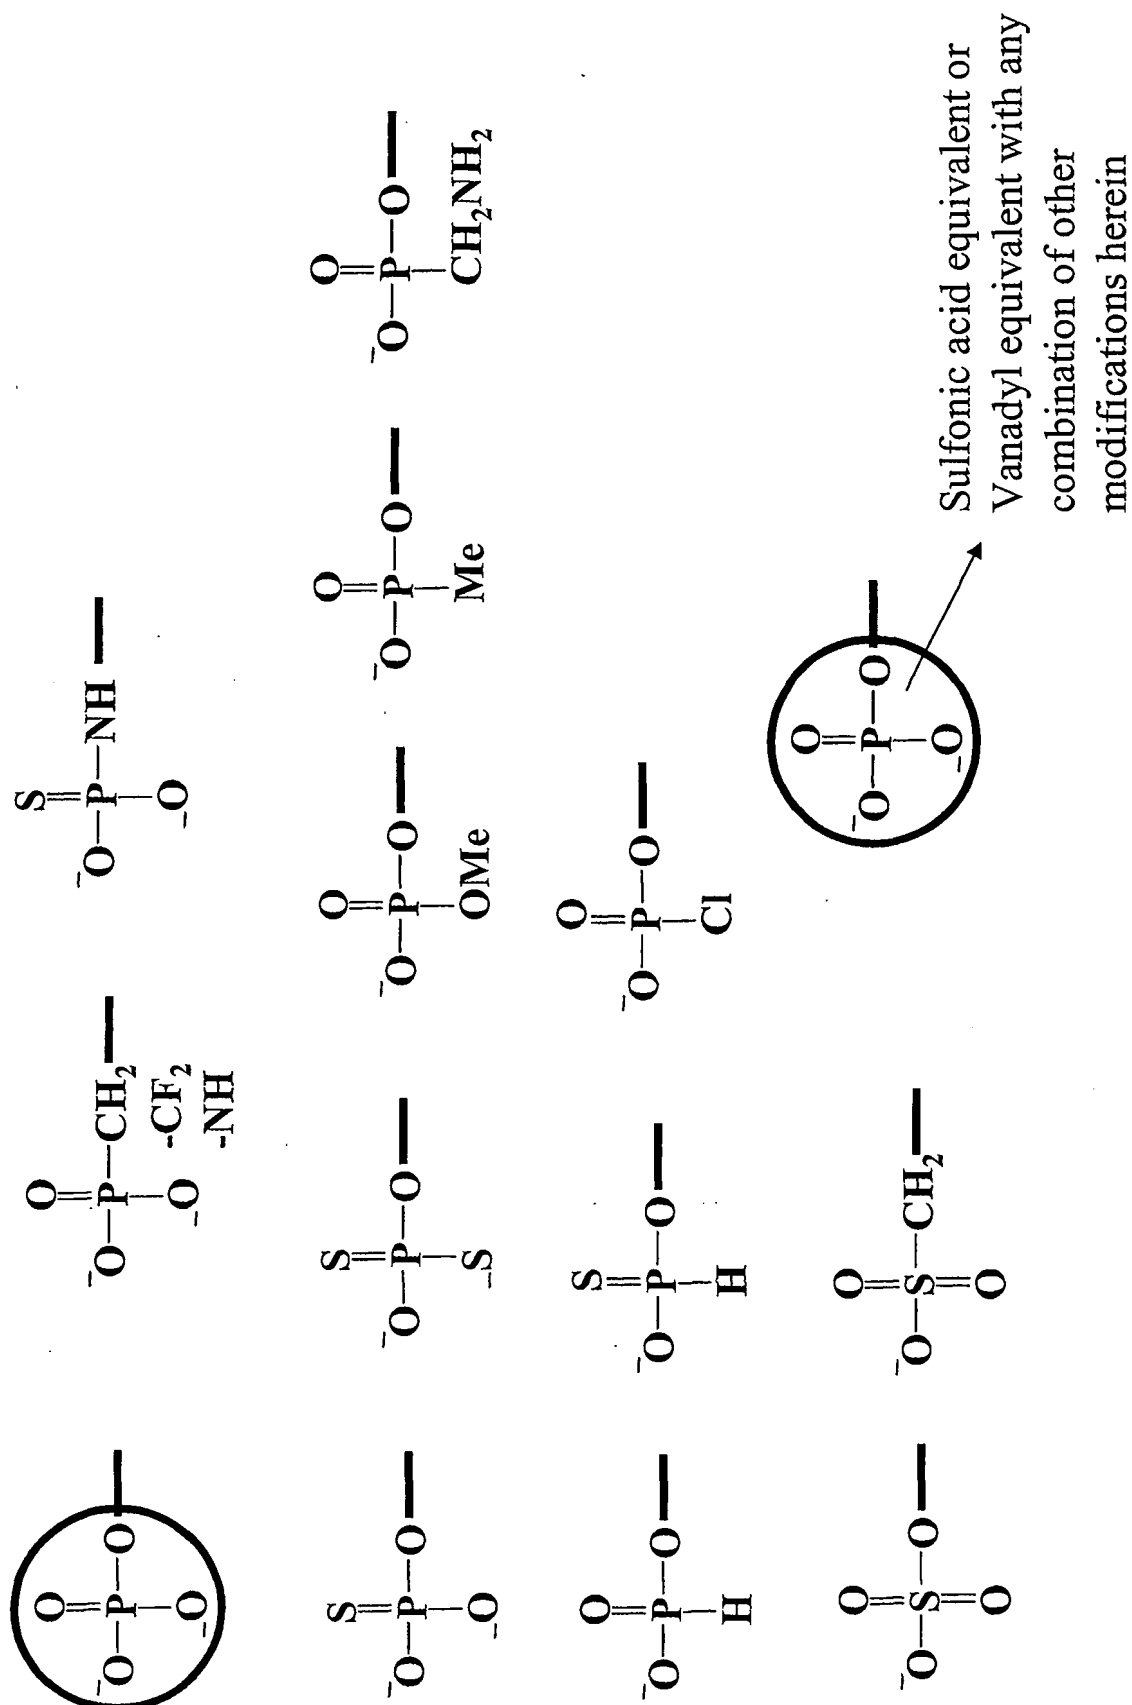 O
⁻O–P–O
O⁻
O
⁻O–P–CH₂
O⁻
-CF₂
-NH
S
⁻O–P–NH
O⁻
S
⁻O–P–O
O⁻
S
⁻O–P–O
S⁻
O
⁻O–P–O
OMe
O
⁻O–P–O
Me
O
⁻O–P–O
CH₂NH₂
O
⁻O–P–O
H
S
⁻O–P–O
H
O
⁻O–P–O
Cl
O
⁻O–S–O
O
O
⁻O–S–CH₂
O
O
⁻O–P–O
O⁻
Sulfonic acid equivalent or
Vanadyl equivalent with any
combination of other
modifications herein